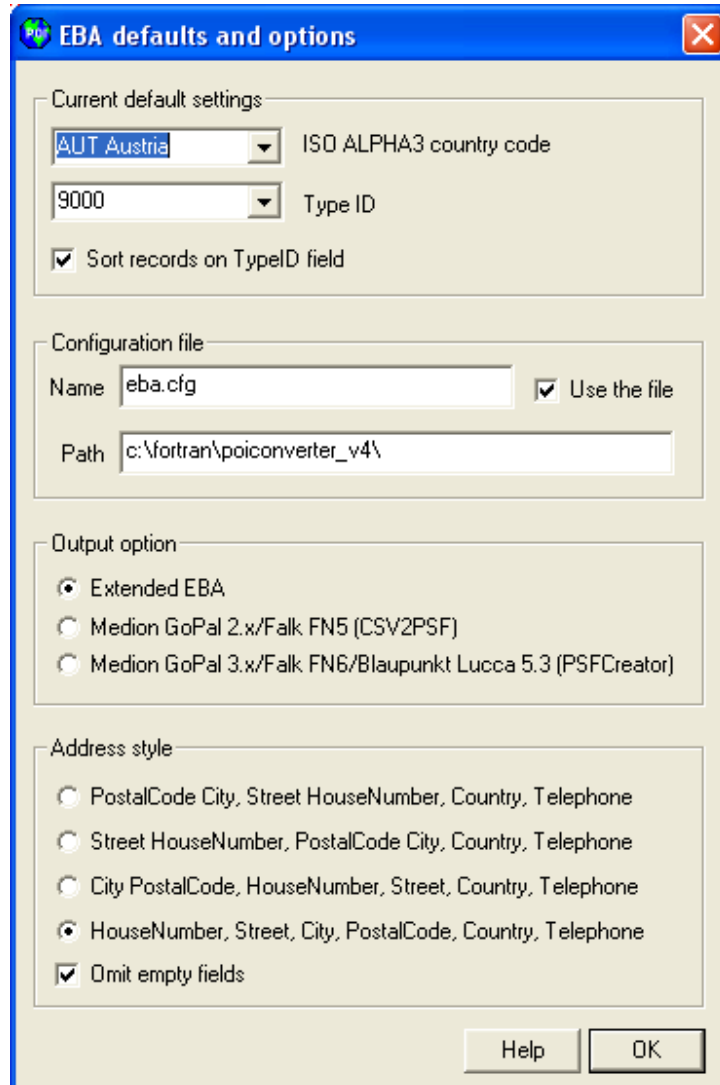 EBA defaults and options
Current default settings
AUT Austria ISO ALPHA3 country code
9000 Type ID
Sort records on TypeID field
Configuration file
Name eba.cfg Use the file
Path c:\fortran\poiconverter_v4\
Output option
Extended EBA
Medion GoPal 2.x/Falk FN5 (CSV2PSF)
Medion GoPal 3.x/Falk FN6/Blaupunkt Lucca 5.3 (PSFCreator)
Address style
PostalCode City, Street HouseNumber, Country, Telephone
Street HouseNumber, PostalCode City, Country, Telephone
City PostalCode, HouseNumber, Street, Country, Telephone
HouseNumber, Street, City, PostalCode, Country, Telephone
Omit empty fields
Help OK